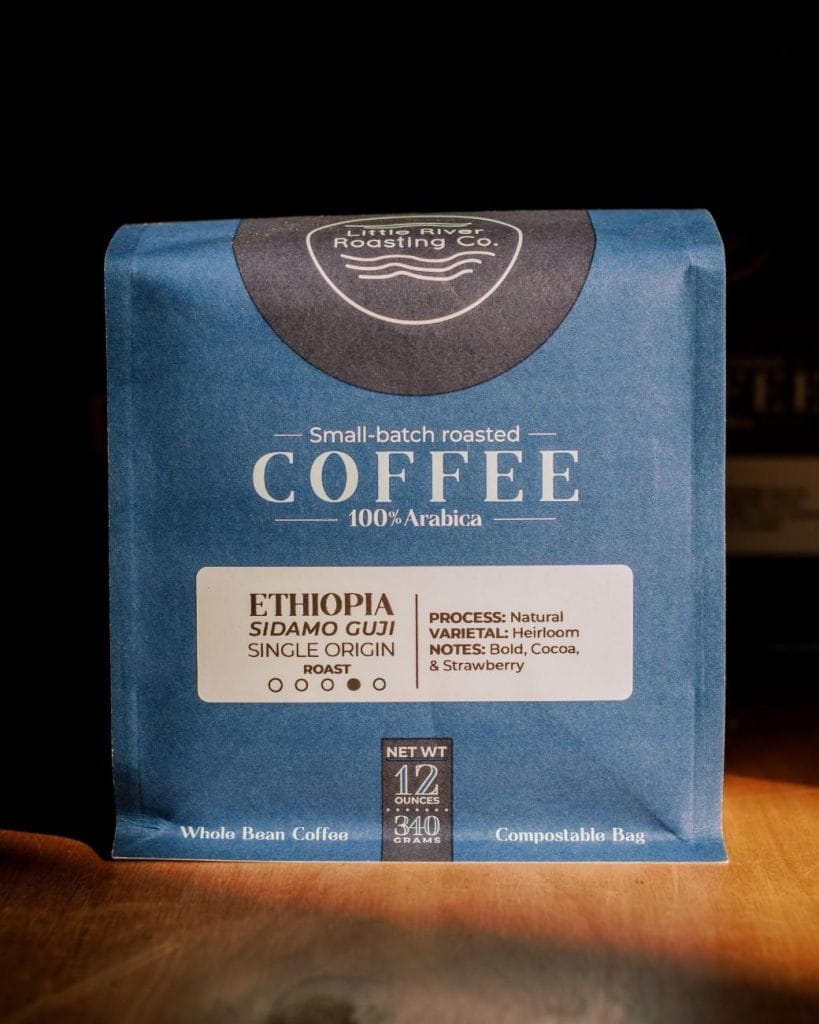 Little River
Roasting Co.
Small-batch roasted
COFFEE
100% Arabica
ETHIOPIA
SIDAMO GUJI
SINGLE ORIGIN
ROAST
PROCESS: Natural
VARIETAL: Heirloom
NOTES: Bold, Cocoa,
& Strawberry
NET WT
12
OUNCES
340
GRAMS
Whole Bean Coffee
Compostable Bag